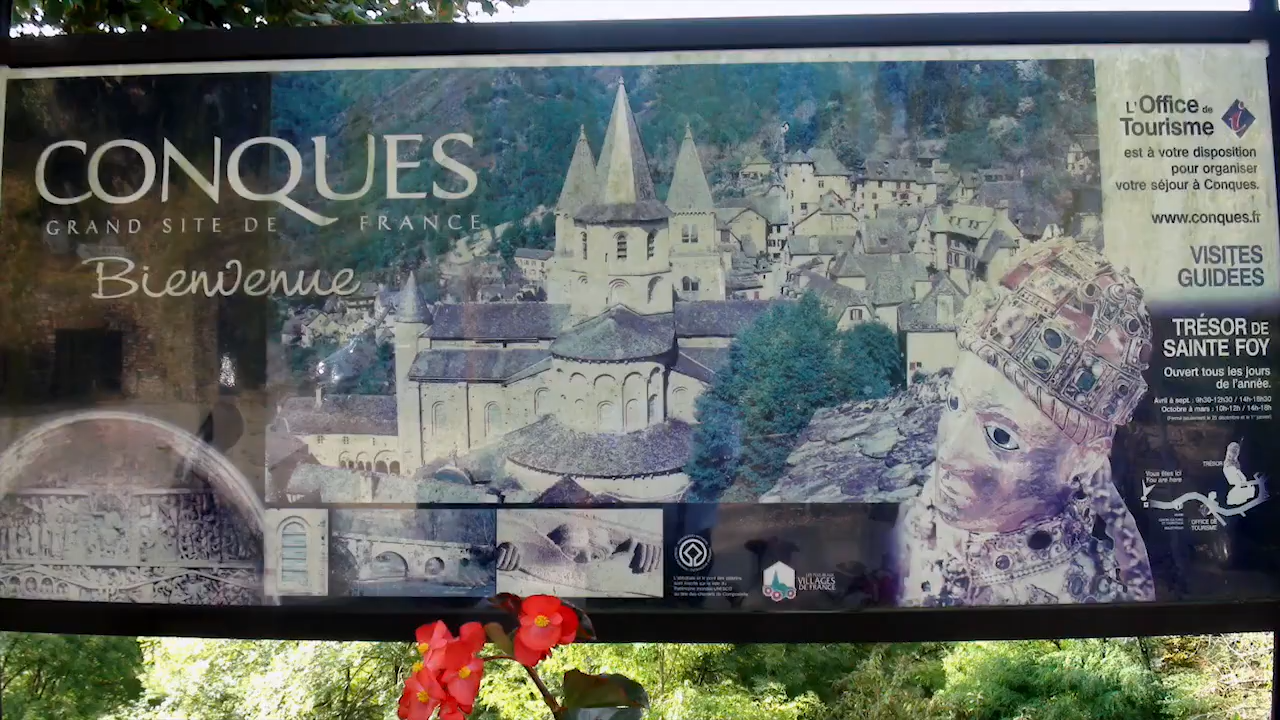 CONQUES
GRAND SITE DE FRANCE
Bienvenue
L'Office de
Tourisme
est à votre disposition
pour organiser
votre séjour à Conques.
www.conques.fr
VISITES
GUIDÉES
TRÉSOR DE
SAINTE FOY
Ouvert tous les jours
de l'année.
Avril à sept. : 9h30-12h30 / 14h-18h30
Octobre à mars : 10h-12h / 14h-18h
TRÉSOR
Vous êtes ici
You are here
OFFICE DE
TOURISME
VILLAGES
DE FRANCE